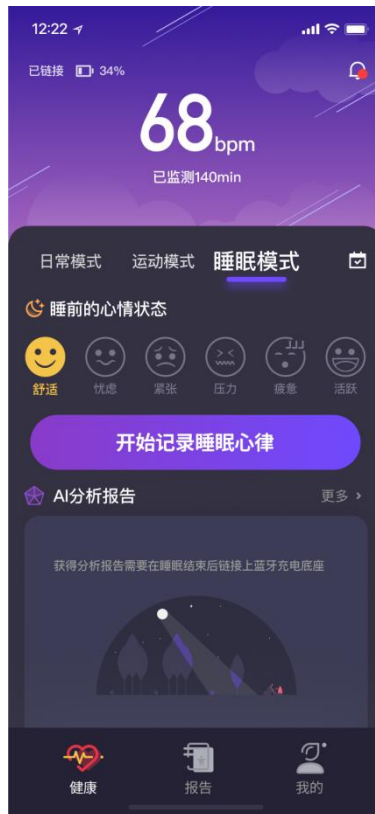 12:22
已链接 34%
68bpm
已监测140min
日常模式 运动模式 睡眠模式
睡前的心情状态
舒适 忧虑 紧张 压力 疲惫 活跃
开始记录睡眠心律
AI分析报告 更多 >
获得分析报告需要在睡眠结束后链接上蓝牙充电底座
健康 报告 我的